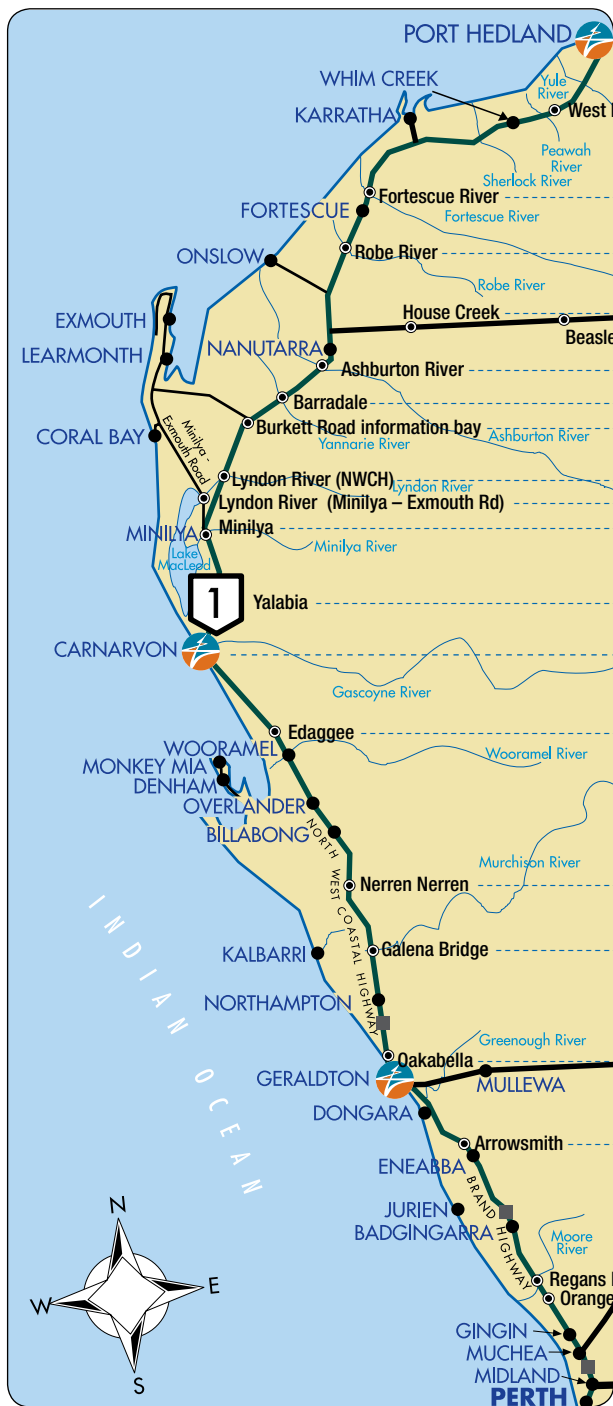 PORT HEDLAND
WHIM CREEK
Yule
River
KARRATHA
West
Peawah
River
Sherlock River
Fortescue River
FORTESCUE
Fortescue River
ONSLOW
Robe River
Robe River
EXMOUTH
House Creek
Beasle
LEARMONTH
NANUTARRA
Ashburton River
Barradale
CORAL BAY
Minilya -
Exmouth Road
Burkett Road information bay
Yannarie River
Ashburton River
Lyndon River (NWCH)
Lyndon River
Lyndon River (Minilya – Exmouth Rd)
MINILYA
Minilya
Minilya River
Lake
MacLeod
1
Yalabia
CARNARVON
Gascoyne River
Edaggee
WOORAMEL
Wooramel River
MONKEY MIA
DENHAM
OVERLANDER
BILLABONG
NORTH WEST COASTAL HIGHWAY
Murchison River
Nerren Nerren
INDIAN OCEAN
KALBARRI
Galena Bridge
NORTHAMPTON
Greenough River
Oakabella
GERALDTON
MULLEWA
DONGARA
Arrowsmith
ENEABBA
BRAND HIGHWAY
JURIEN
BADGINGARRA
Moore
River
N
W
E
S
Regans
Orange
GINGIN
MUCHEA
MIDLAND
PERTH